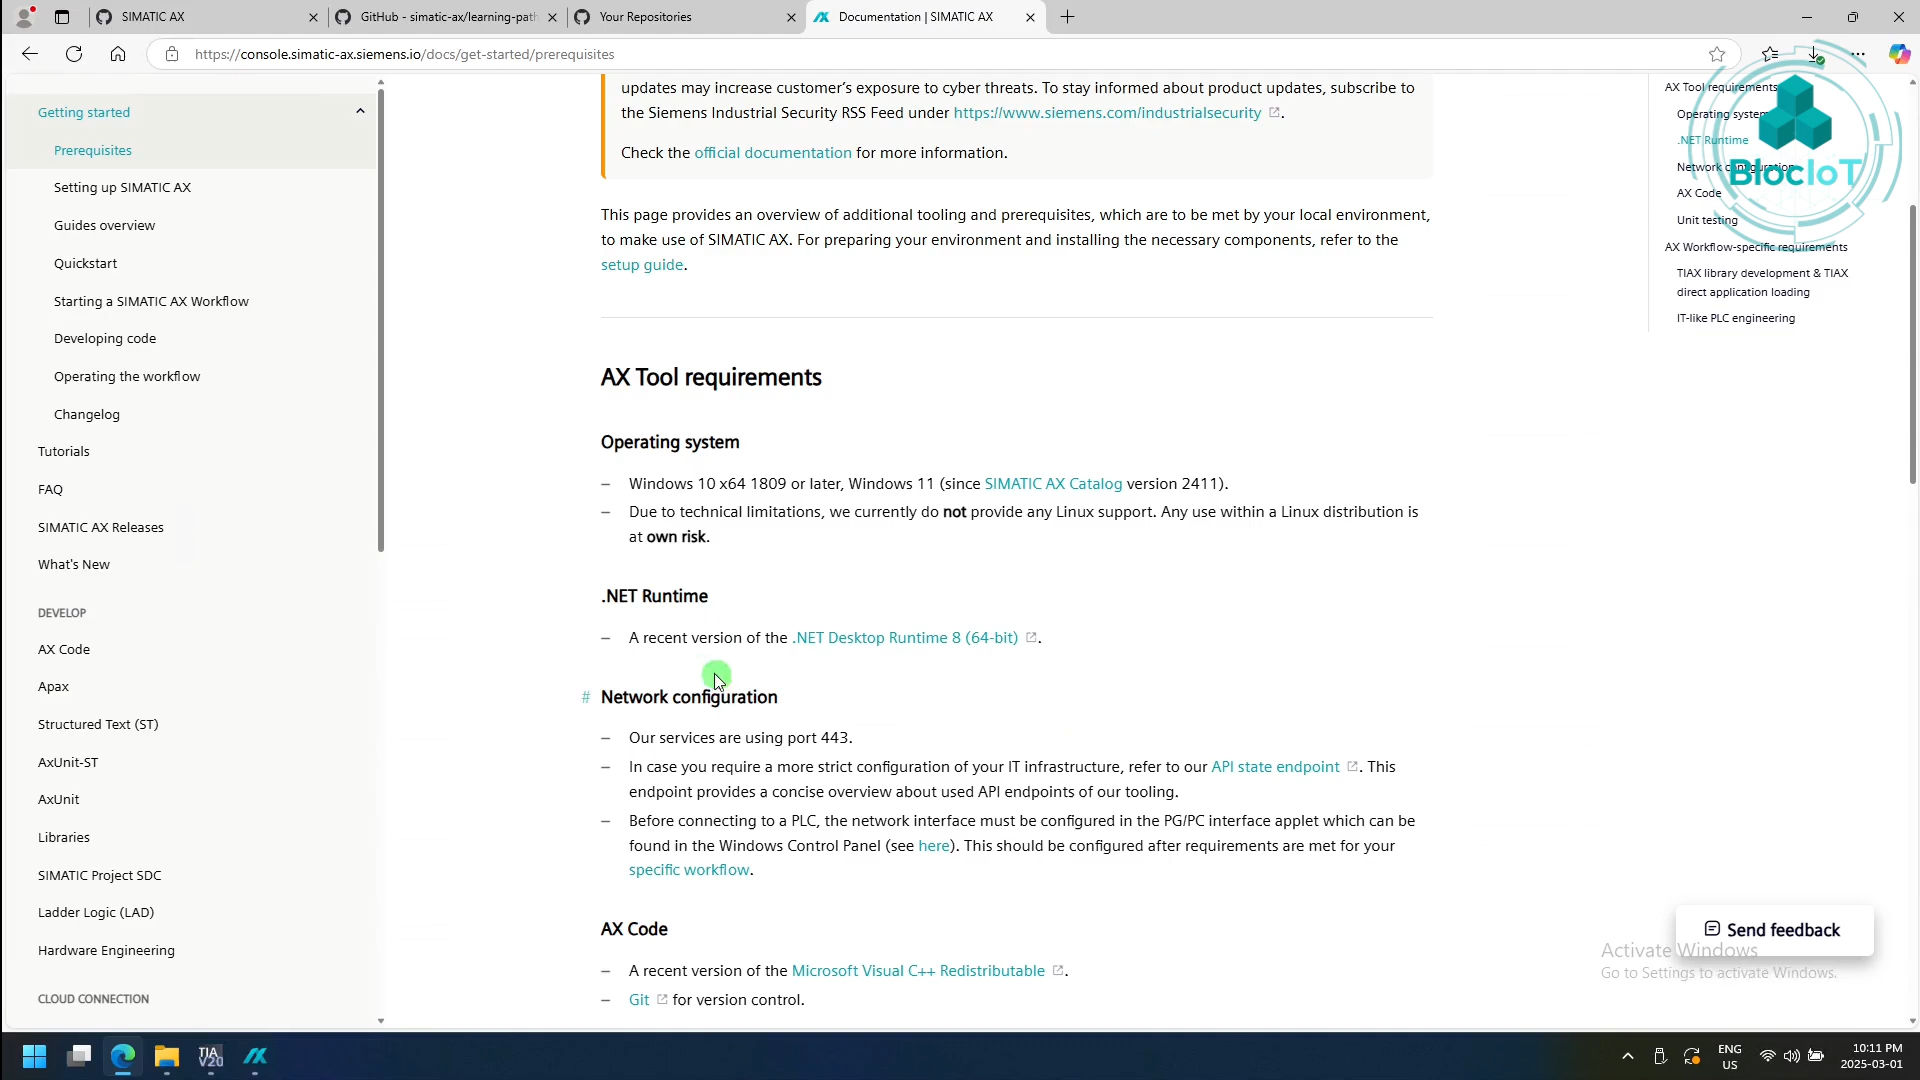 SIMATIC AX
GitHub - simatic-ax/learning-path
Your Repositories
Documentation | SIMATIC AX
https://console.simatic-ax.siemens.io/docs/get-started/prerequisites
Getting started
Prerequisites
Setting up SIMATIC AX
Guides overview
Quickstart
Starting a SIMATIC AX Workflow
Developing code
Operating the workflow
Changelog
Tutorials
FAQ
SIMATIC AX Releases
What's New
DEVELOP
AX Code
Apax
Structured Text (ST)
AxUnit-ST
AxUnit
Libraries
SIMATIC Project SDC
Ladder Logic (LAD)
Hardware Engineering
CLOUD CONNECTION
updates may increase customer's exposure to cyber threats. To stay informed about product updates, subscribe to
the Siemens Industrial Security RSS Feed under https://www.siemens.com/industrialsecurity .
Check the official documentation for more information.
This page provides an overview of additional tooling and prerequisites, which are to be met by your local environment,
to make use of SIMATIC AX. For preparing your environment and installing the necessary components, refer to the
setup guide.
AX Tool requirements
Operating system
– Windows 10 x64 1809 or later, Windows 11 (since SIMATIC AX Catalog version 2411).
– Due to technical limitations, we currently do not provide any Linux support. Any use within a Linux distribution is
at own risk.
.NET Runtime
– A recent version of the .NET Desktop Runtime 8 (64-bit) .
# Network configuration
– Our services are using port 443.
– In case you require a more strict configuration of your IT infrastructure, refer to our API state endpoint . This
endpoint provides a concise overview about used API endpoints of our tooling.
– Before connecting to a PLC, the network interface must be configured in the PG/PC interface applet which can be
found in the Windows Control Panel (see here). This should be configured after requirements are met for your
specific workflow.
AX Code
– A recent version of the Microsoft Visual C++ Redistributable .
– Git for version control.
AX Tool requirements
Operating system
.NET Runtime
Network configuration
AX Code
Unit testing
AX Workflow-specific requirements
TIAX library development & TIAX
direct application loading
IT-like PLC engineering
BlocIoT
Send feedback
Activate Windows
Go to Settings to activate Windows.
TIA
V20
ENG
US
10:11 PM
2025-03-01